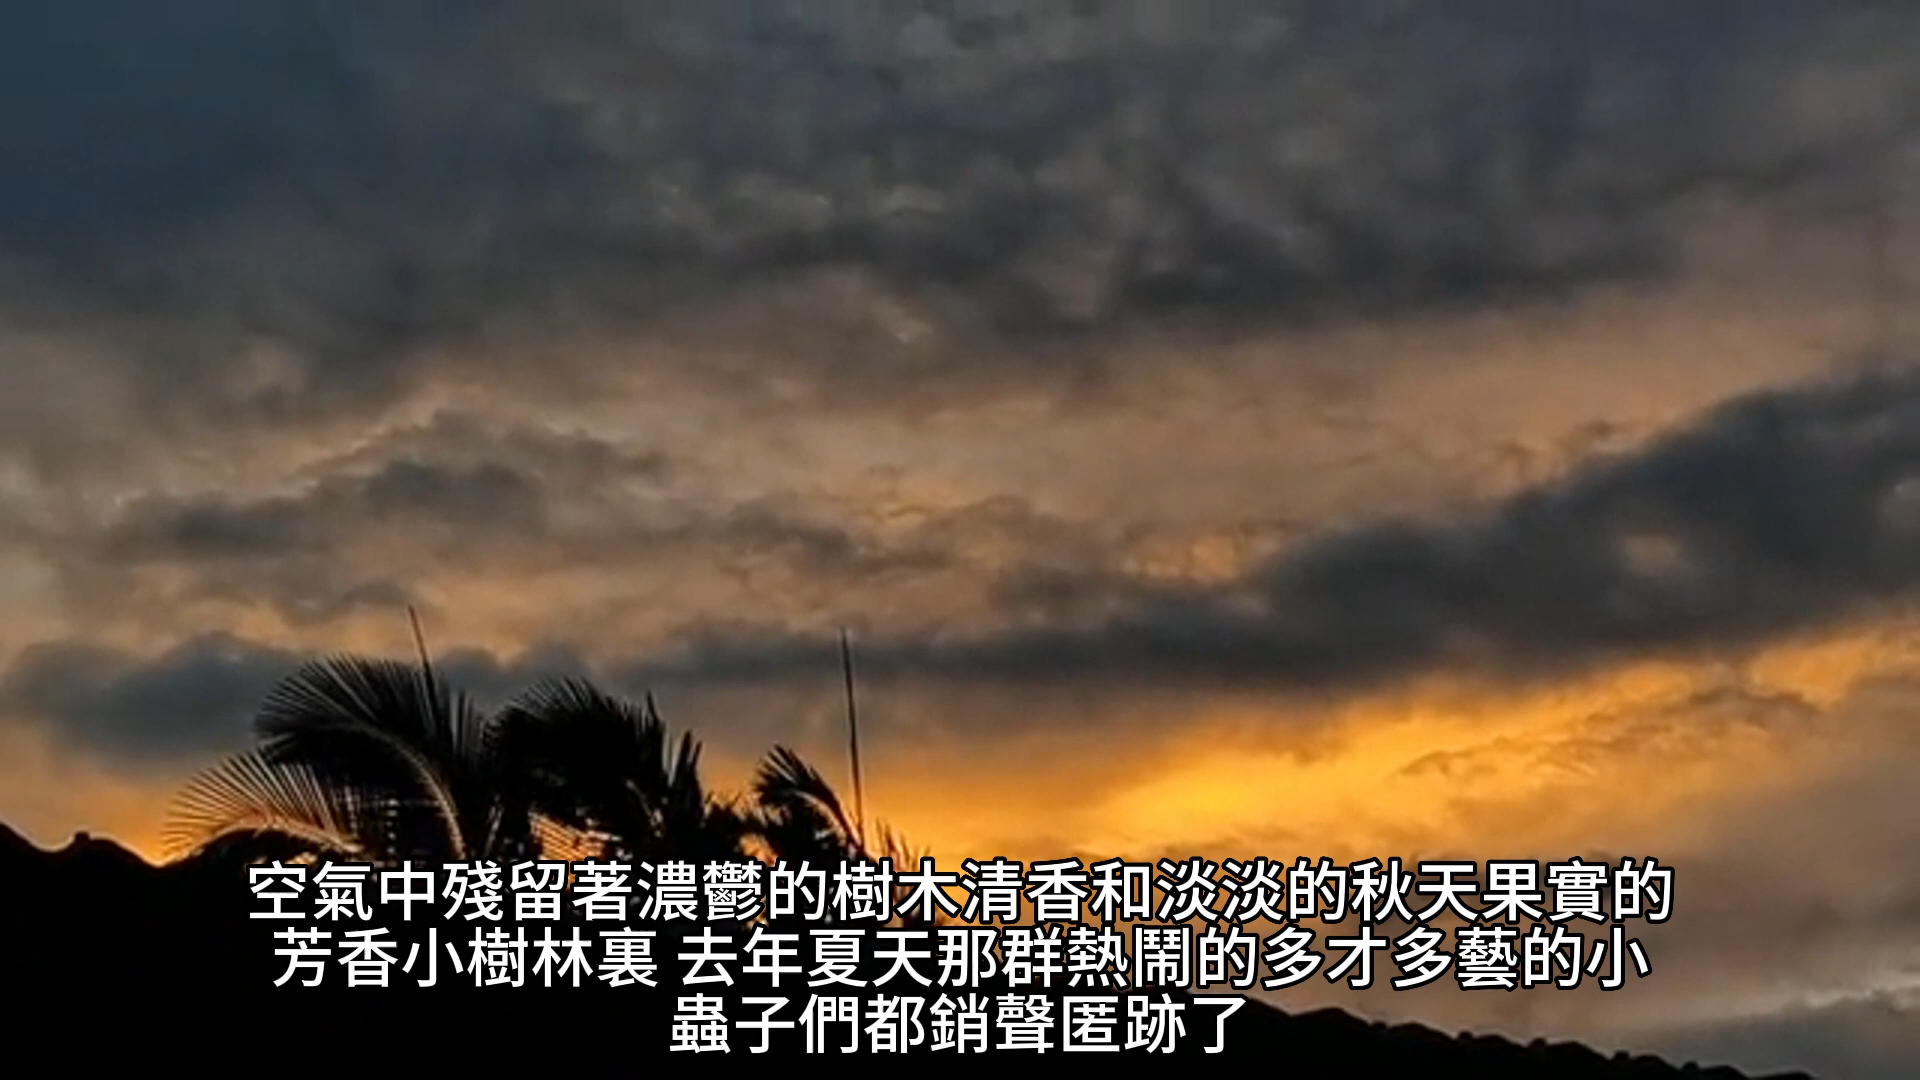 空氣中殘留著濃鬱的樹木清香和淡淡的秋天果實的
芳香小樹林裏 去年夏天那群熱鬧的多才多藝的小
蟲子們都銷聲匿跡了